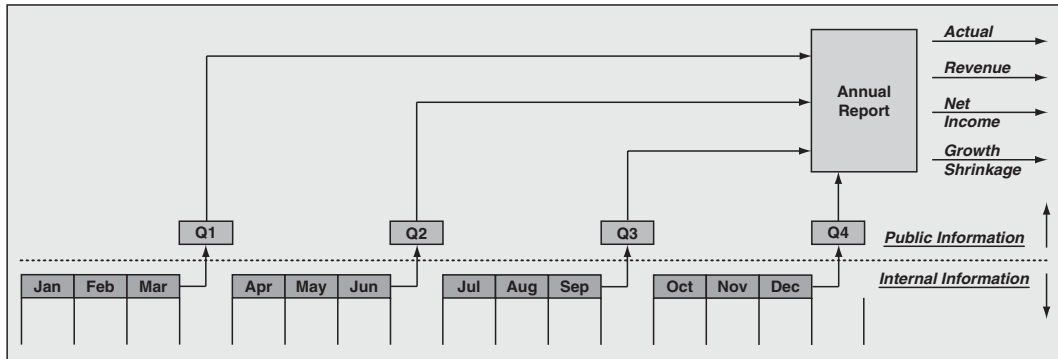 Actual
Revenue
Net
Income
Growth
Shrinkage
Annual
Report
Q1
Q2
Q3
Q4
Public Information
Internal Information
Jan Feb Mar Apr May Jun Jul Aug Sep Oct Nov Dec